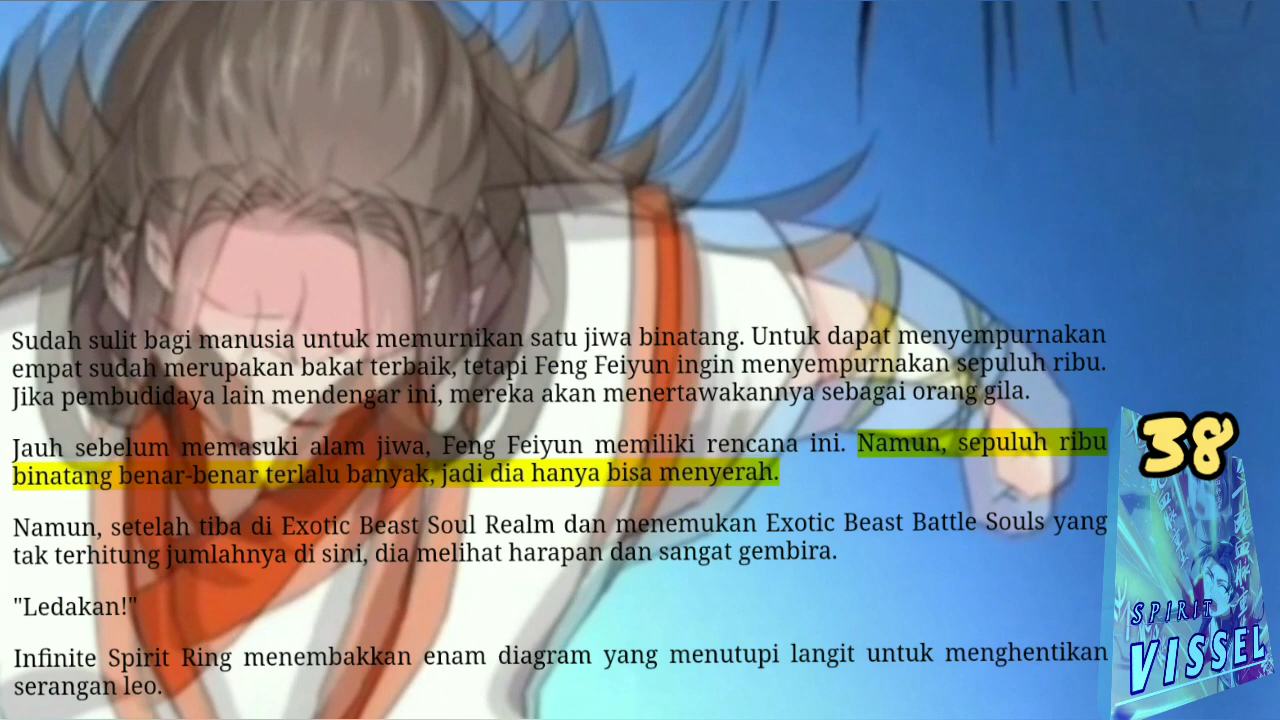 Sudah sulit bagi manusia untuk memurnikan satu jiwa binatang. Untuk dapat menyempurnakan
empat sudah merupakan bakat terbaik, tetapi Feng Feiyun ingin menyempurnakan sepuluh ribu.
Jika pembudidaya lain mendengar ini, mereka akan menertawakannya sebagai orang gila.
Jauh sebelum memasuki alam jiwa, Feng Feiyun memiliki rencana ini. Namun, sepuluh ribu
binatang benar-benar terlalu banyak, jadi dia hanya bisa menyerah.
Namun, setelah tiba di Exotic Beast Soul Realm dan menemukan Exotic Beast Battle Souls yang
tak terhitung jumlahnya di sini, dia melihat harapan dan sangat gembira.
"Ledakan!"
Infinite Spirit Ring menembakkan enam diagram yang menutupi langit untuk menghentikan
serangan leo.
38
SPIRIT
VISSEL